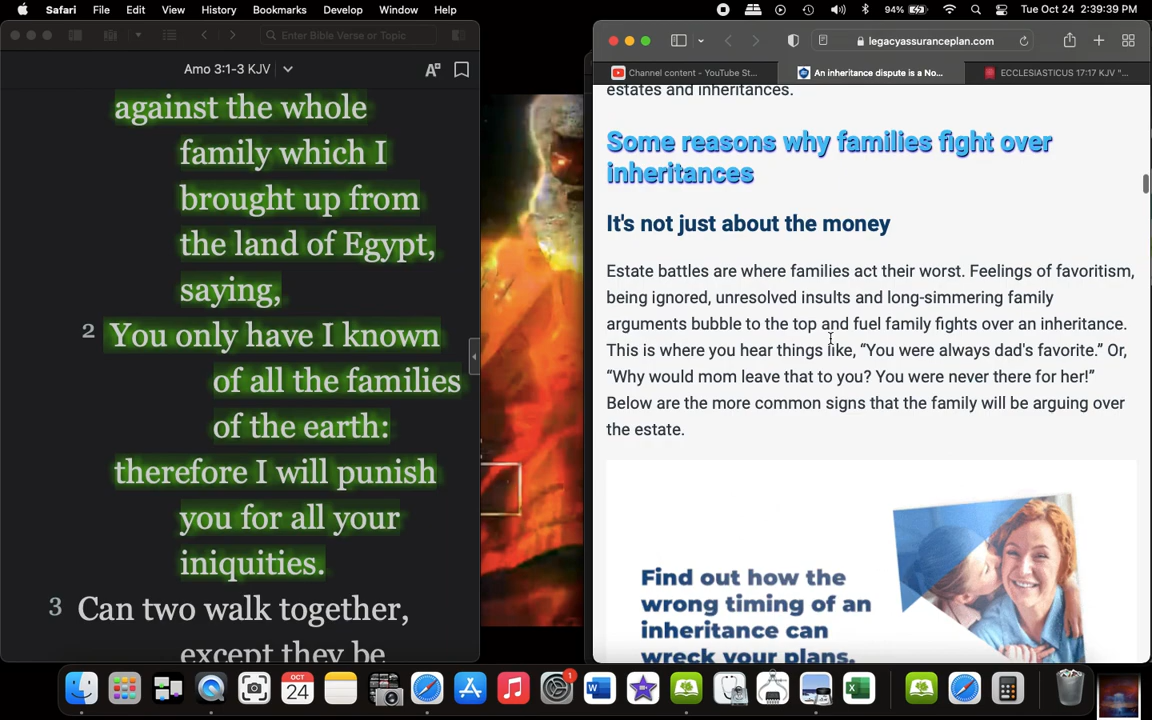 Safari File Edit View History Bookmarks Develop Window Help
94% Tue Oct 24 2:39:39 PM
Enter Bible Verse or Topic
Amo 3:1-3 KJV
against the whole
family which I
brought up from
the land of Egypt,
saying,
2 You only have I known
of all the families
of the earth:
therefore I will punish
you for all your
iniquities.
3 Can two walk together,
except they be
legacyassuranceplan.com
Channel content - YouTube St...
An inheritance dispute is a No...
ECCLESIASTICUS 17:17 KJV "...
estates and inheritances.
Some reasons why families fight over
inheritances
It's not just about the money
Estate battles are where families act their worst. Feelings of favoritism,
being ignored, unresolved insults and long-simmering family
arguments bubble to the top and fuel family fights over an inheritance.
This is where you hear things like, “You were always dad's favorite.” Or,
“Why would mom leave that to you? You were never there for her!”
Below are the more common signs that the family will be arguing over
the estate.
Find out how the
wrong timing of an
inheritance can
wreck your plans.
OCT
24
1